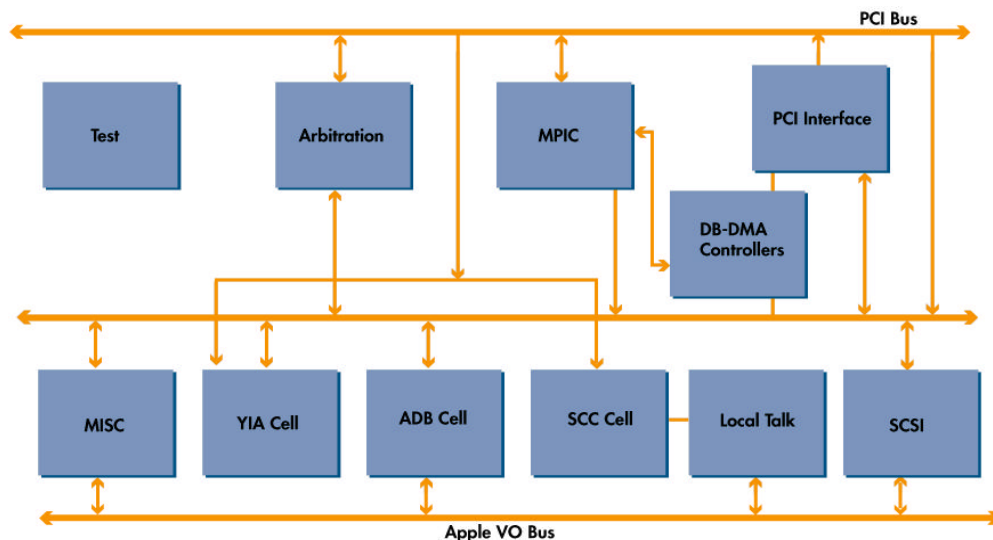 PCI Bus
Test
Arbitration
MPIC
PCI Interface
DB-DMA
Controllers
MISC
YIA Cell
ADB Cell
SCC Cell
Local Talk
SCSI
Apple VO Bus